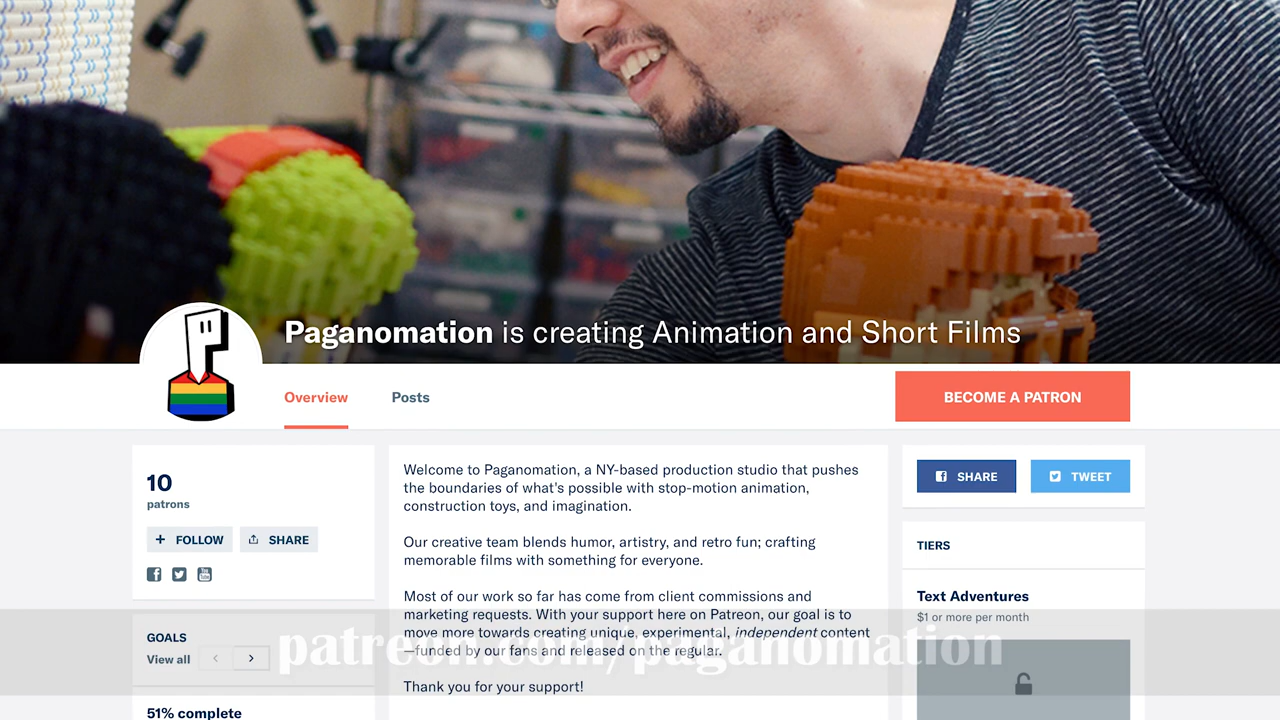 Paganomation is creating Animation and Short Films
Overview
Posts
BECOME A PATRON
10
patrons
+ FOLLOW
SHARE
GOALS
View all
51% complete
Welcome to Paganomation, a NY-based production studio that pushes
the boundaries of what's possible with stop-motion animation,
construction toys, and imagination.
Our creative team blends humor, artistry, and retro fun; crafting
memorable films with something for everyone.
Most of our work so far has come from client commissions and
marketing requests. With your support here on Patreon, our goal is to
move more towards creating unique, experimental, independent content
—funded by our fans and released on the regular.
Thank you for your support!
SHARE
TWEET
TIERS
Text Adventures
$1 or more per month
patreon.com/paganomation